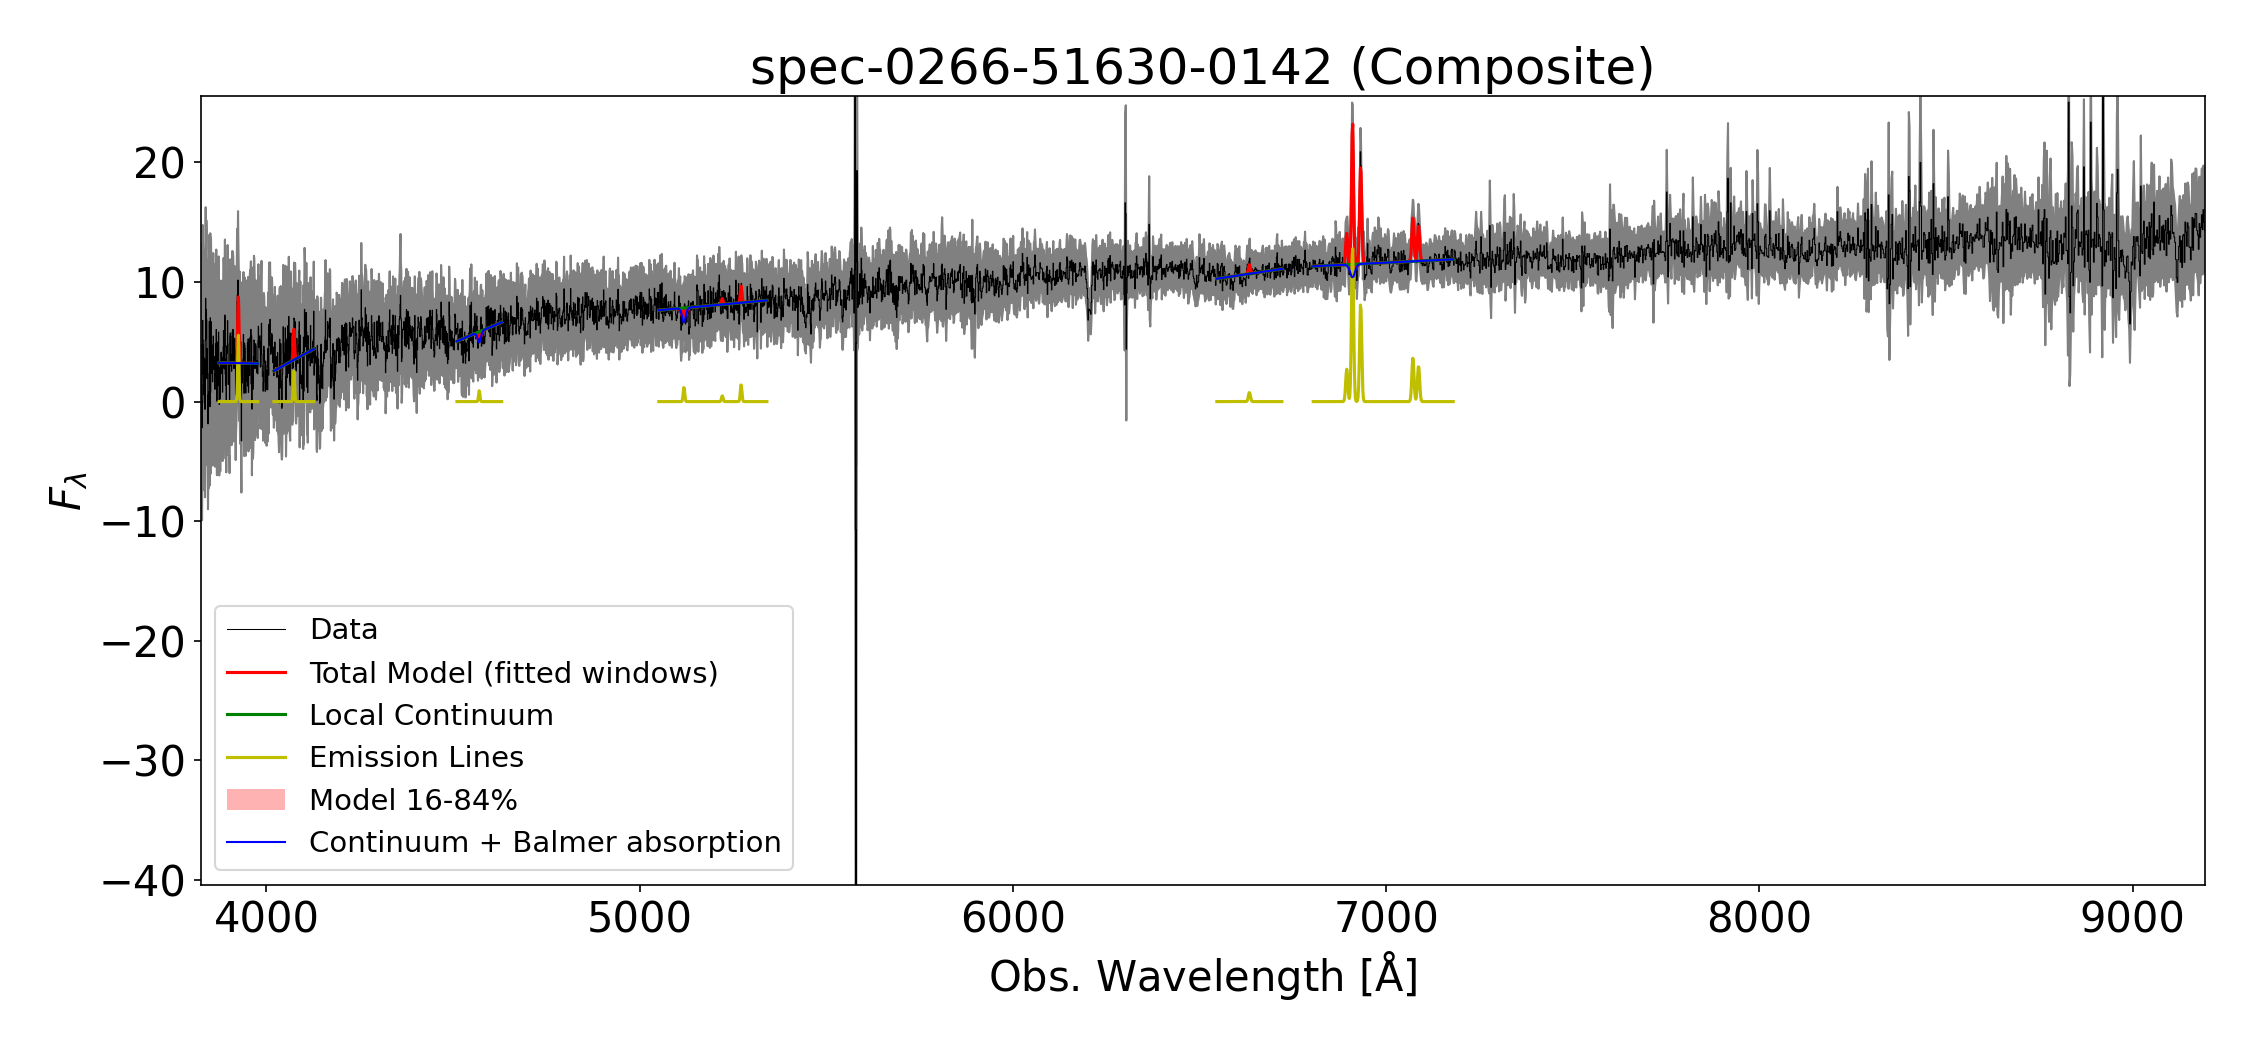 spec-0266-51630-0142 (Composite)
20
10
0
−10
−20
−30
−40
F_λ
Data
Total Model (fitted windows)
Local Continuum
Emission Lines
Model 16-84%
Continuum + Balmer absorption
4000 5000 6000 7000 8000 9000
Obs. Wavelength [Å]